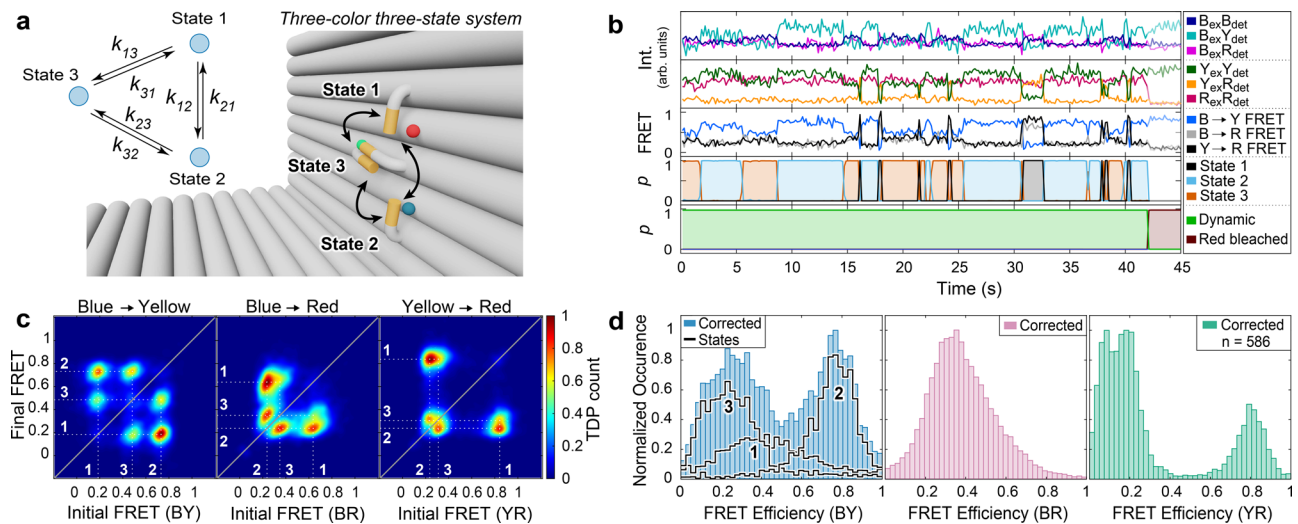 a
State 1
Three-color three-state system
k13
State 3
k31
k12
k21
k23
k32
State 2
State 1
State 3
State 2
b
Int.
(arb. units)
FRET
p
1
0
p
1
0
0 5 10 15 20 25 30 35 40 45
Time (s)
BexBdet
BexYdet
BexRdet
YexYdet
YexRdet
RexRdet
B → Y FRET
B → R FRET
Y → R FRET
State 1
State 2
State 3
Dynamic
Red bleached
c
Blue → Yellow
Blue → Red
Yellow → Red
Final FRET
1
0.8
0.6
0.4
0.2
0
2
3
1
1 3 2
0 0.2 0.4 0.6 0.8 1
Initial FRET (BY)
1
3
2
2 3 1
0 0.2 0.4 0.6 0.8 1
Initial FRET (BR)
1
3
2
2 3 1
0 0.2 0.4 0.6 0.8 1
Initial FRET (YR)
1
0.8
0.6
0.4
0.2
0
TDP count
d
Normalized Occurence
1
0.8
0.6
0.4
0.2
0
Corrected
States
3
1
2
0 0.2 0.4 0.6 0.8 1
FRET Efficiency (BY)
Corrected
0.2 0.4 0.6 0.8 1
FRET Efficiency (BR)
Corrected
n = 586
0.2 0.4 0.6 0.8 1
FRET Efficiency (YR)